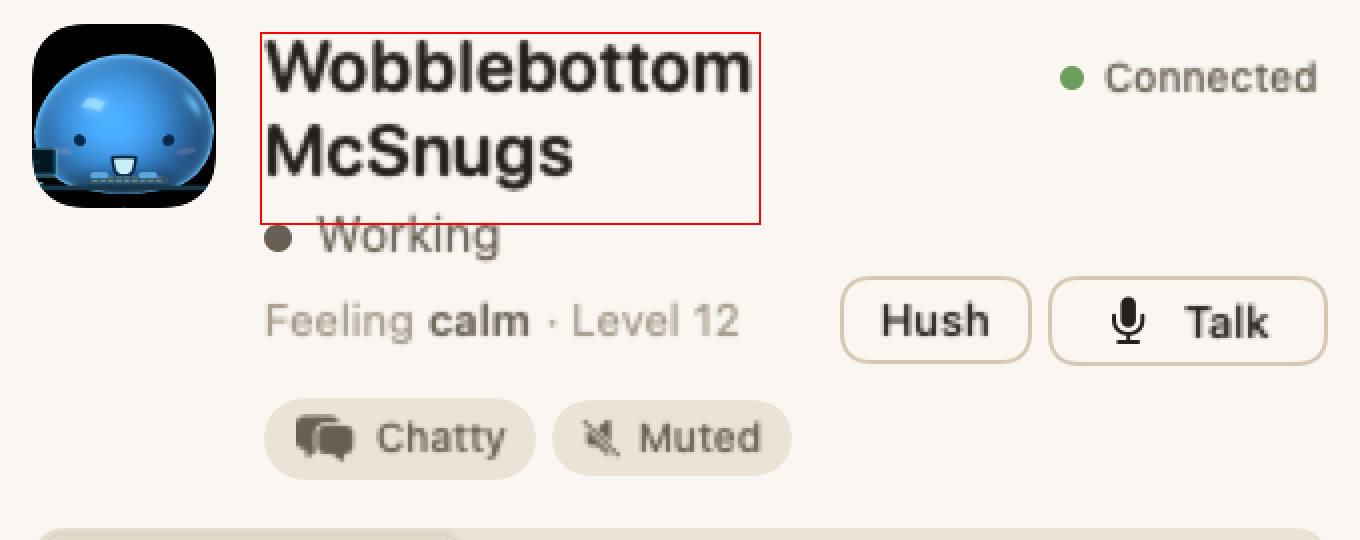 Wobblebottom
McSnugs
Connected
Working
Feeling calm · Level 12
Hush
Talk
Chatty
Muted